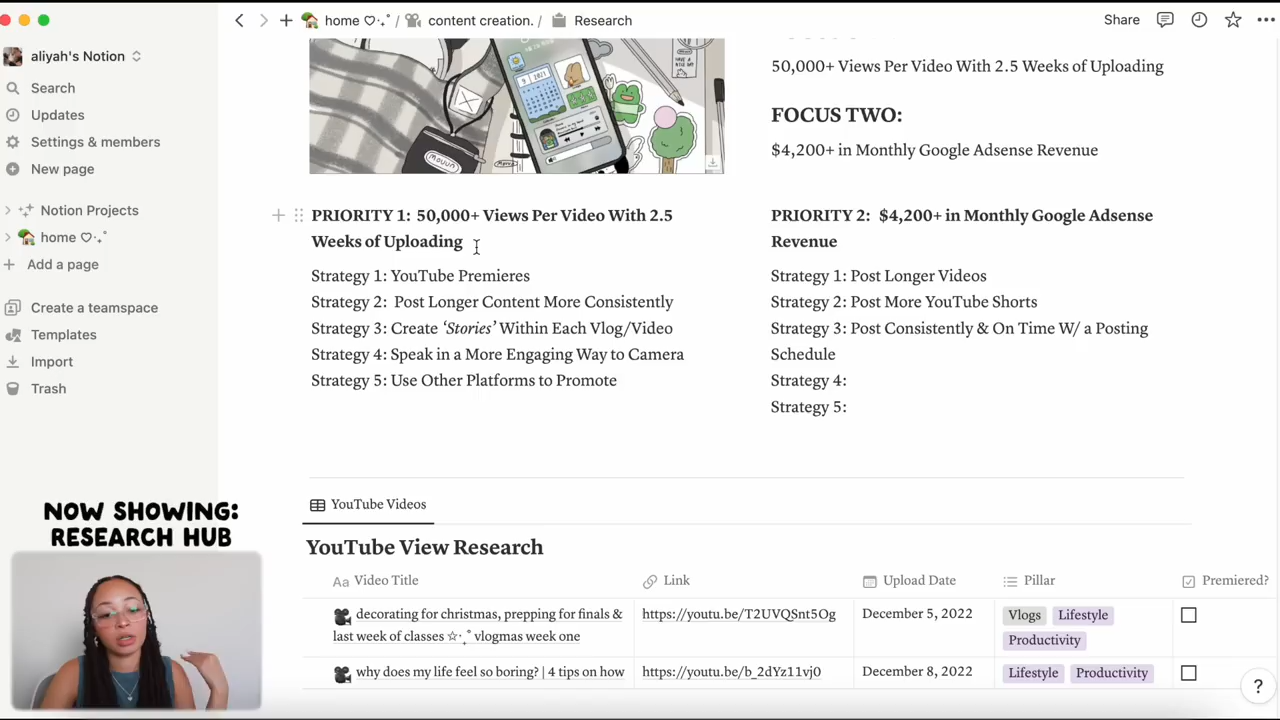 home ♡·˖˚ / content creation. / Research
Share
aliyah's Notion
Search
Updates
Settings & members
New page
Notion Projects
home ♡·˖˚
Add a page
Create a teamspace
Templates
Import
Trash
50,000+ Views Per Video With 2.5 Weeks of Uploading
FOCUS TWO:
$4,200+ in Monthly Google Adsense Revenue
PRIORITY 1: 50,000+ Views Per Video With 2.5
Weeks of Uploading
Strategy 1: YouTube Premieres
Strategy 2: Post Longer Content More Consistently
Strategy 3: Create ‘Stories’ Within Each Vlog/Video
Strategy 4: Speak in a More Engaging Way to Camera
Strategy 5: Use Other Platforms to Promote
PRIORITY 2: $4,200+ in Monthly Google Adsense
Revenue
Strategy 1: Post Longer Videos
Strategy 2: Post More YouTube Shorts
Strategy 3: Post Consistently & On Time W/ a Posting
Schedule
Strategy 4:
Strategy 5:
YouTube Videos
YouTube View Research
Aa Video Title Link Upload Date Pillar Premiered?
decorating for christmas, prepping for finals & https://youtu.be/T2UVQSnt5Og December 5, 2022 Vlogs Lifestyle
last week of classes ☆·˖˚ vlogmas week one Productivity
why does my life feel so boring? | 4 tips on how https://youtu.be/b_2dYz11vj0 December 8, 2022 Lifestyle Productivity
NOW SHOWING:
RESEARCH HUB
?